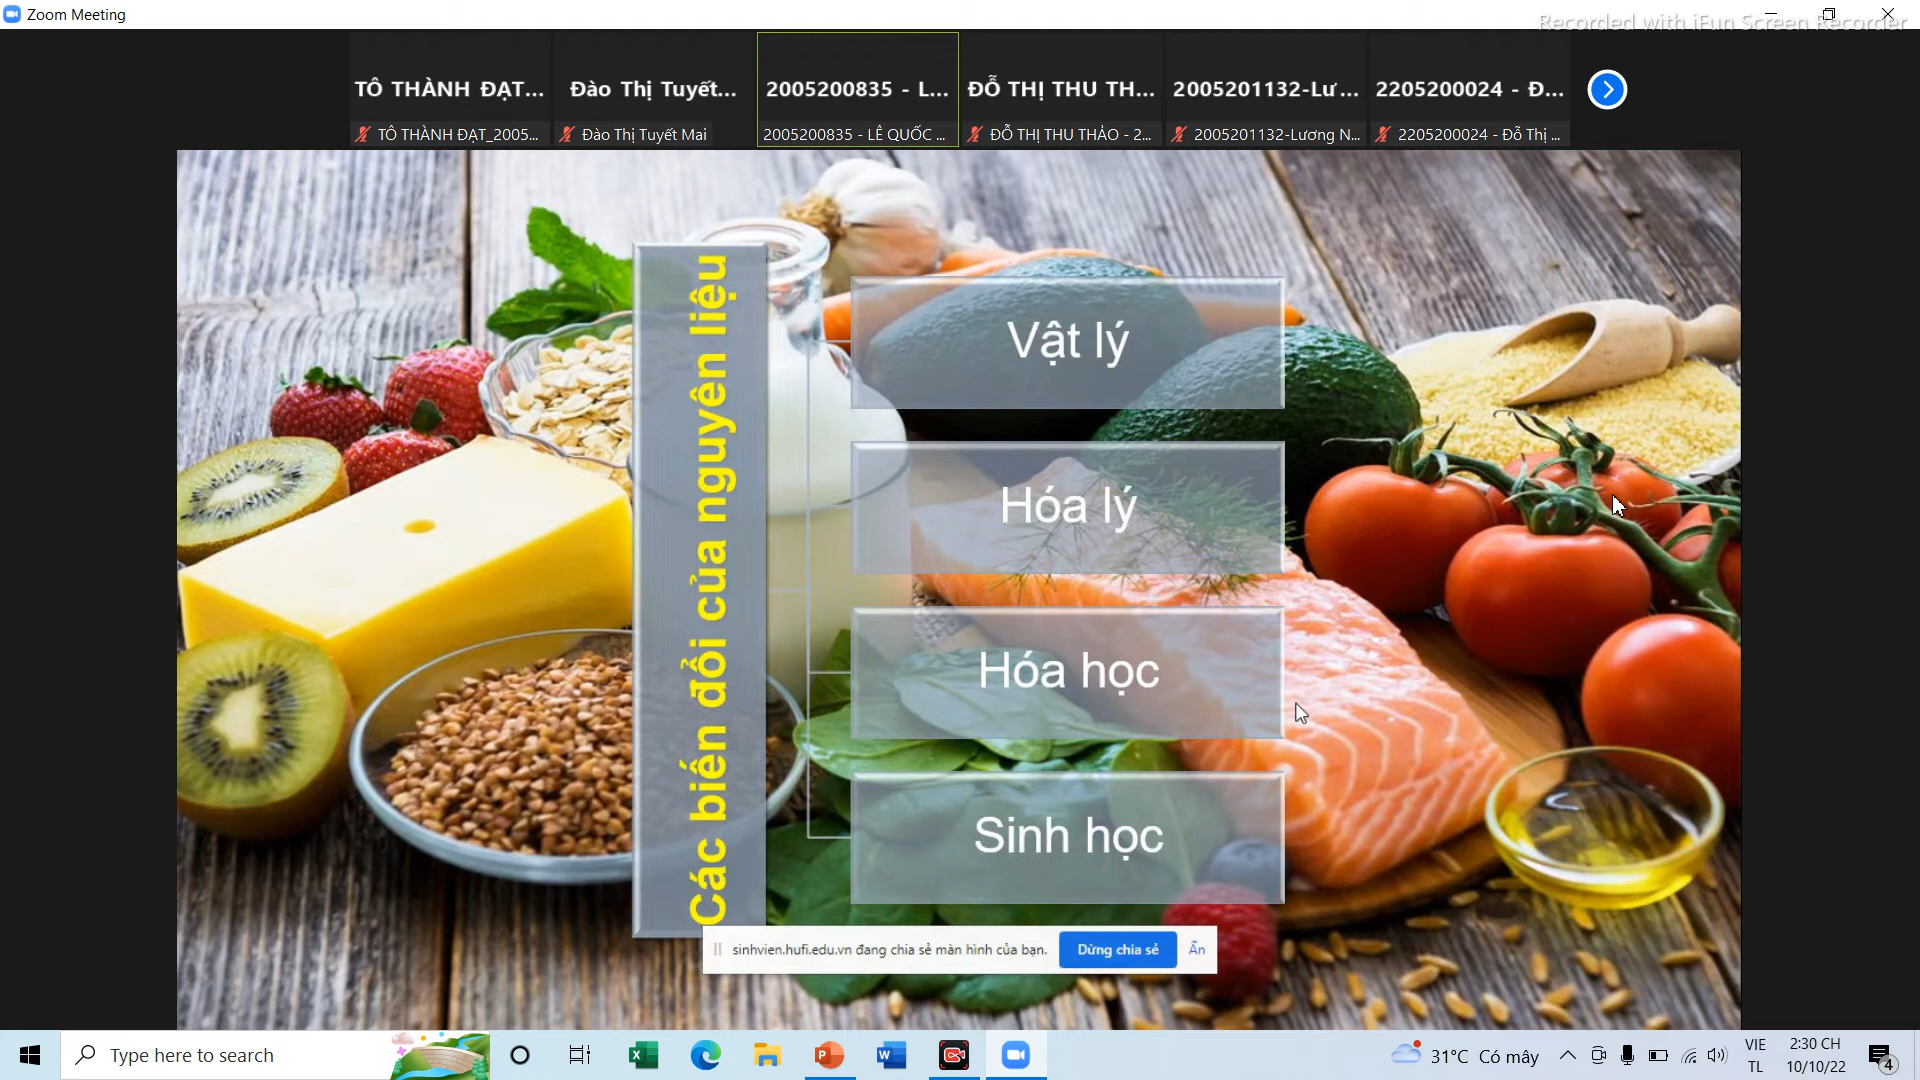 Zoom Meeting
Recorded with iFun Screen Recorder
TÔ THÀNH ĐẠT...
Đào Thị Tuyết...
2005200835 - L...
ĐỖ THỊ THU TH...
2005201132-Lư...
2205200024 - Đ...
TÔ THÀNH ĐẠT_2005...
Đào Thị Tuyết Mai
2005200835 - LÊ QUỐC ...
ĐỖ THỊ THU THẢO - 2...
2005201132-Lương N...
2205200024 - Đỗ Thị ...
Các biến đổi của nguyên liệu
Vật lý
Hóa lý
Hóa học
Sinh học
sinhvien.hufi.edu.vn đang chia sẻ màn hình của bạn.
Dừng chia sẻ
Ẩn
Type here to search
31°C Có mây
VIE
TL
2:30 CH
10/10/22
4